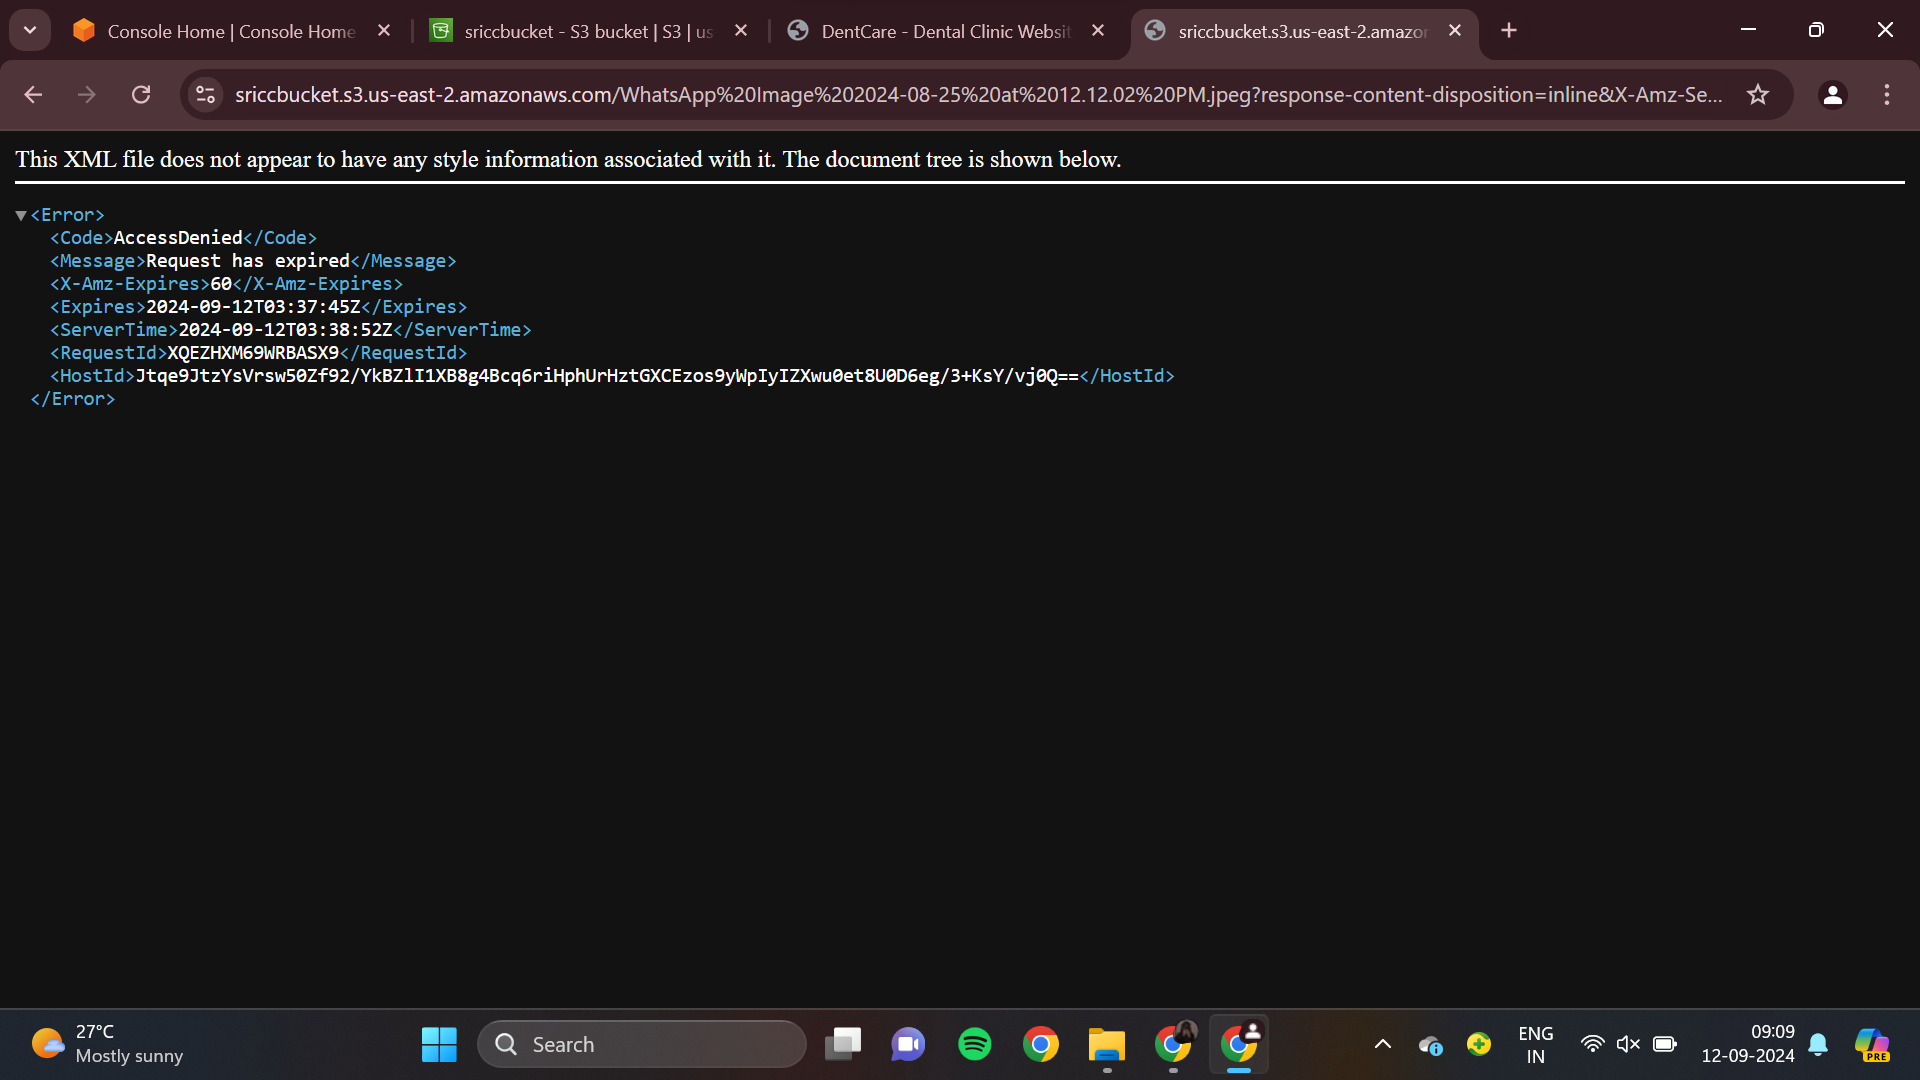 Console Home | Console Home
sriccbucket - S3 bucket | S3 | us
DentCare - Dental Clinic Websit
sriccbucket.s3.us-east-2.amazon
sriccbucket.s3.us-east-2.amazonaws.com/WhatsApp%20Image%202024-08-25%20at%2012.12.02%20PM.jpeg?response-content-disposition=inline&X-Amz-Se...
This XML file does not appear to have any style information associated with it. The document tree is shown below.
▼<Error>
<Code>AccessDenied</Code>
<Message>Request has expired</Message>
<X-Amz-Expires>60</X-Amz-Expires>
<Expires>2024-09-12T03:37:45Z</Expires>
<ServerTime>2024-09-12T03:38:52Z</ServerTime>
<RequestId>XQEZHXM69WRBASX9</RequestId>
<HostId>Jtqe9JtzYsVrsw50Zf92/YkBZlI1XB8g4Bcq6riHphUrHztGXCEzos9yWpIyIZXwu0et8U0D6eg/3+KsY/vj0Q==</HostId>
</Error>
27°C
Mostly sunny
Search
ENG
IN
09:09
12-09-2024
PRE